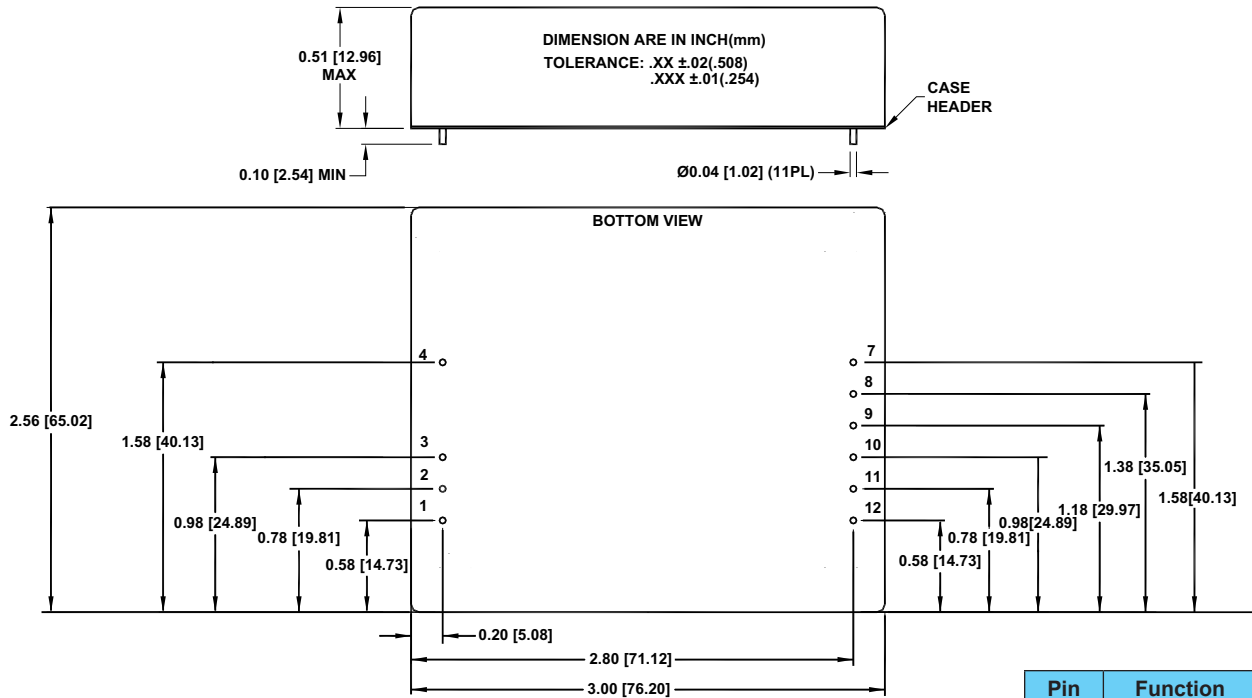 DIMENSION ARE IN INCH(mm)
TOLERANCE: .XX ±.02(.508)
.XXX ±.01(.254)
0.51 [12.96]
MAX
CASE
HEADER
0.10 [2.54] MIN
Ø0.04 [1.02] (11PL)
BOTTOM VIEW
4
7
8
2.56 [65.02]
9
1.58 [40.13]
3
10
1.38 [35.05]
2
11
1.58[40.13]
1
12
1.18 [29.97]
0.98 [24.89]
0.98[24.89]
0.78 [19.81]
0.78 [19.81]
0.58 [14.73]
0.58 [14.73]
0.20 [5.08]
2.80 [71.12]
3.00 [76.20]
Pin Function